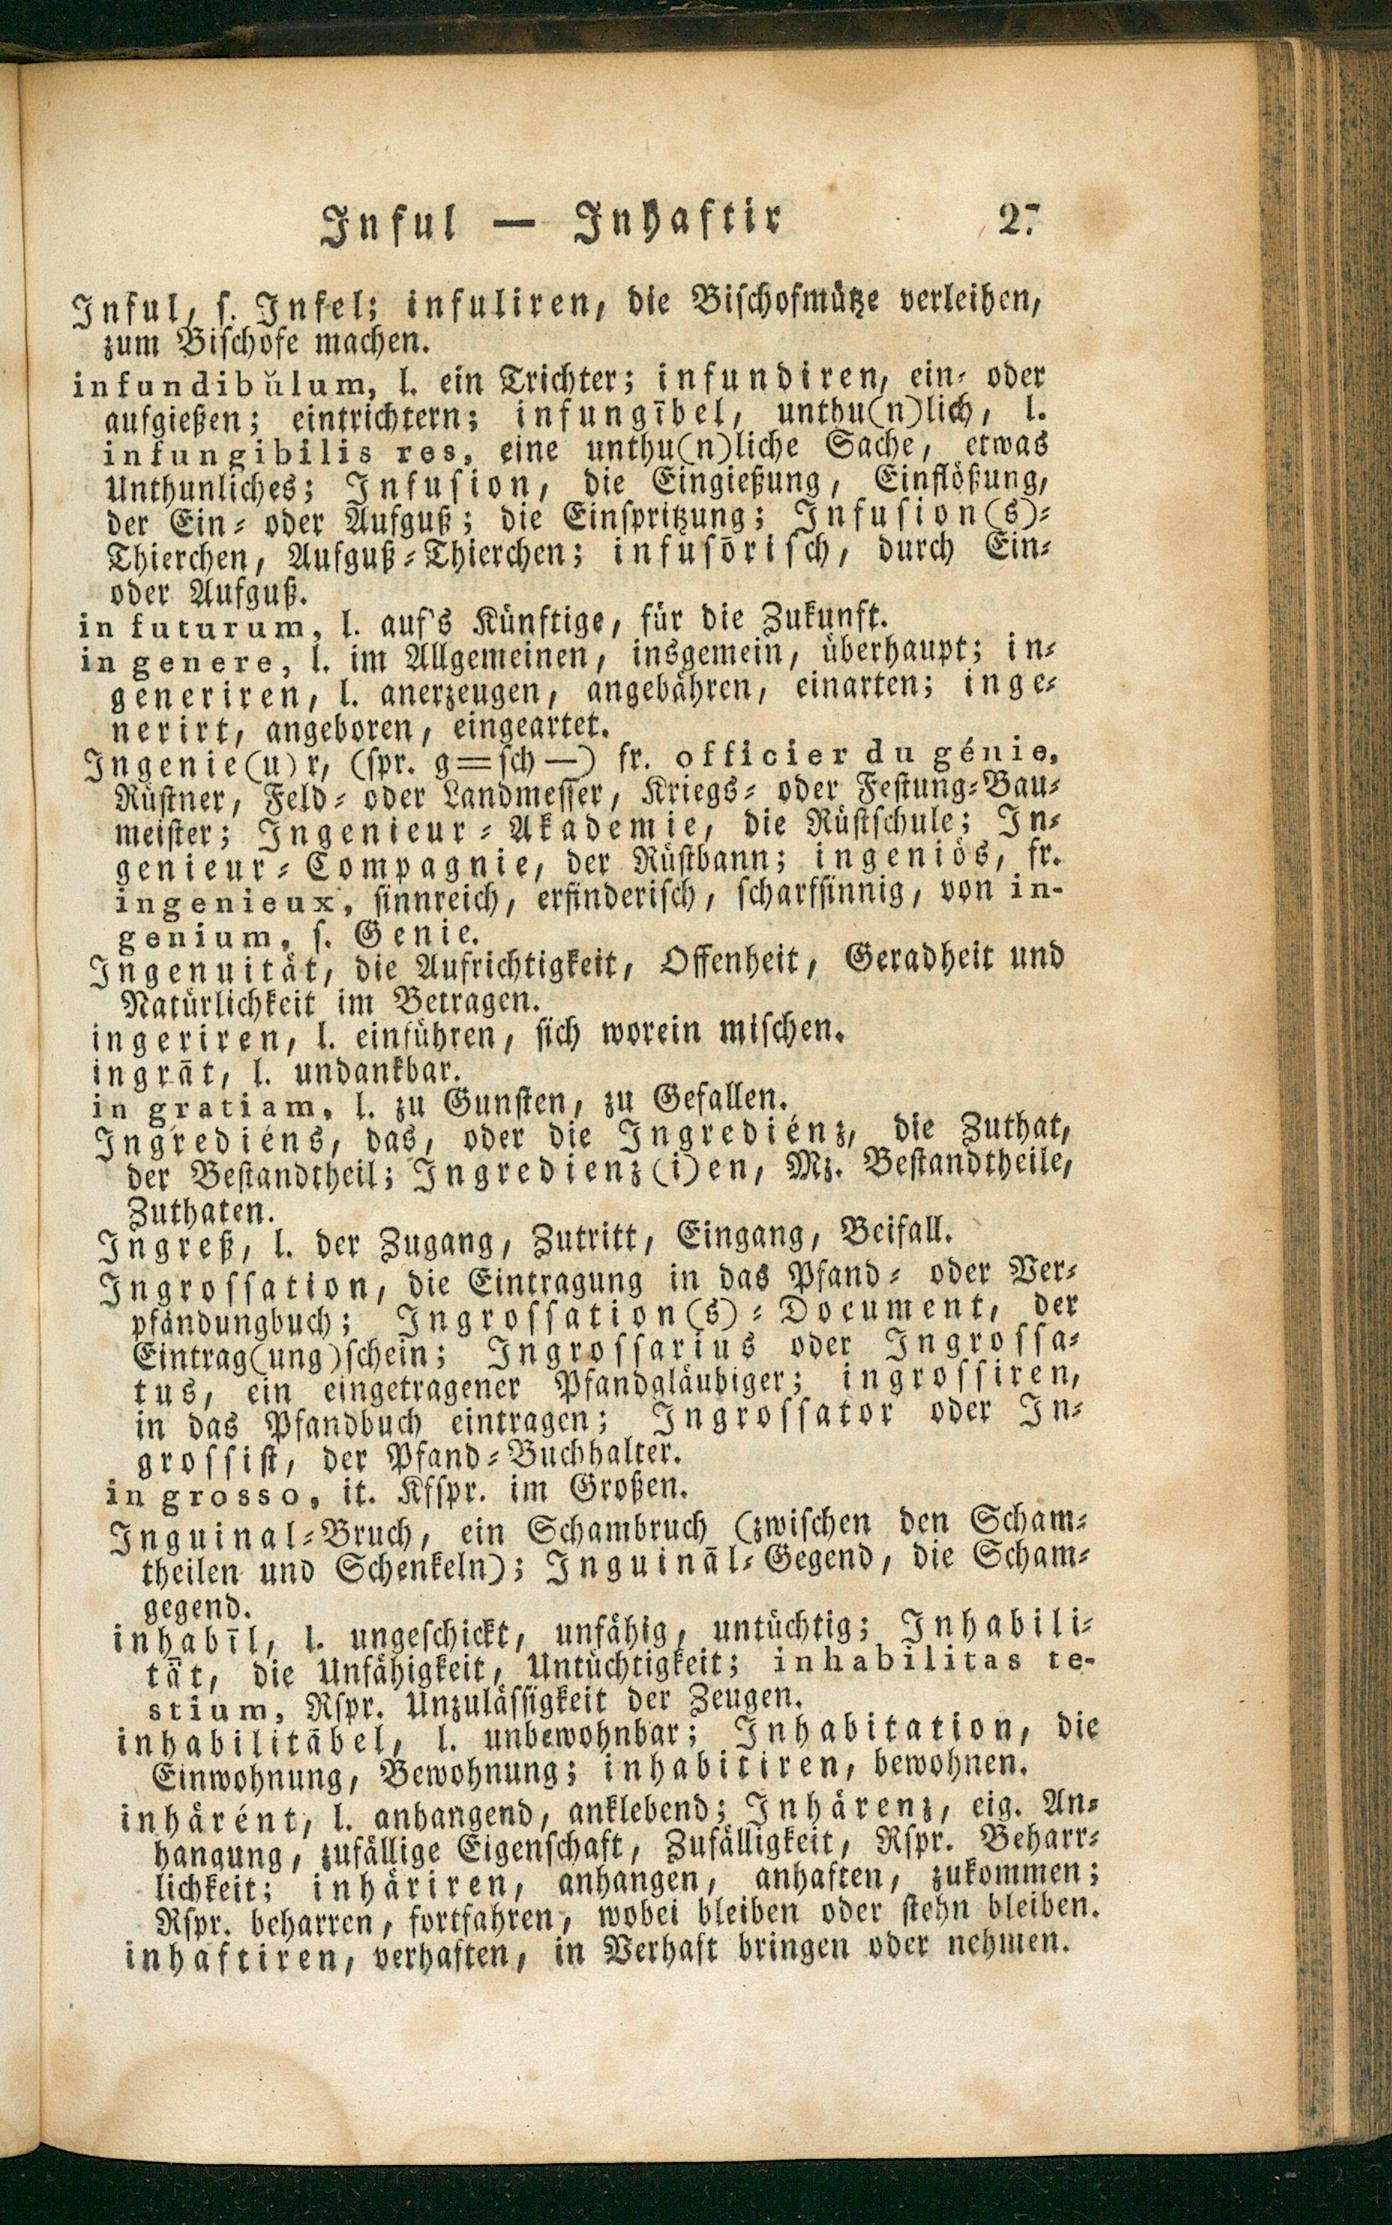 Inful — Inhaftir 27
Inful, s. Infel; infuliren, die Bischofmütze verleihen,
zum Bischofe machen.
infundibŭlum, l. ein Trichter; infundiren, ein- oder
aufgießen; eintrichtern; infungībel, unthu(n)lich, l.
infungibilis res, eine unthu(n)liche Sache, etwas
Unthunliches; Infusion, die Eingießung, Einflößung,
der Ein- oder Aufguß; die Einspritzung; Infusion(s)-
Thierchen, Aufguß-Thierchen; infusōrisch, durch Ein-
oder Aufguß.
in futurum, l. auf's Künftige, für die Zukunft.
in genere, l. im Allgemeinen, insgemein, überhaupt; in-
generiren, l. anerzeugen, angebähren, einarten; inge-
nerirt, angeboren, eingeartet.
Ingenie(u)r, (spr. g=sch—) fr. officier du génie,
Rüstner, Feld- oder Landmesser, Kriegs- oder Festung-Bau-
meister; Ingenieur-Akademie, die Rüstschule; In-
genieur-Compagnie, der Rüstbann; ingeniös, fr.
ingenieux, sinnreich, erfinderisch, scharfsinnig, von in-
genium, s. Genie.
Ingenuität, die Aufrichtigkeit, Offenheit, Geradheit und
Natürlichkeit im Betragen.
ingeriren, l. einführen, sich worein mischen.
ingrāt, l. undankbar.
in gratiam, l. zu Gunsten, zu Gefallen.
Ingrediéns, das, oder die Ingrediénz, die Zuthat,
der Bestandtheil; Ingredienz(i)en, Mz. Bestandtheile,
Zuthaten.
Ingreß, l. der Zugang, Zutritt, Eingang, Beifall.
Ingrossation, die Eintragung in das Pfand- oder Ver-
pfändungbuch; Ingrossation(s)-Document, der
Eintrag(ung)schein; Ingrossarius oder Ingrossa-
tus, ein eingetragener Pfandgläubiger; ingrossiren,
in das Pfandbuch eintragen; Ingrossator oder In-
grossist, der Pfand-Buchhalter.
in grosso, it. Kfspr. im Großen.
Inguinal-Bruch, ein Schambruch (zwischen den Scham-
theilen und Schenkeln); Inguināl-Gegend, die Scham-
gegend.
inhabīl, l. ungeschickt, unfähig, untüchtig; Inhabili-
tät, die Unfähigkeit, Untüchtigkeit; inhabīlitas te-
stium, Rspr. Unzulässigkeit der Zeugen.
inhabilitābel, l. unbewohnbar; Inhabitation, die
Einwohnung, Bewohnung; inhabitiren, bewohnen.
inhärént, l. anhangend, anklebend; Inhärenz, eig. An-
hangung, zufällige Eigenschaft, Zufälligkeit, Rspr. Beharr-
lichkeit; inhäriren, anhangen, anhaften, zukommen;
Rspr. beharren, fortfahren, wobei bleiben oder stehn bleiben.
inhaftiren, verhaften, in Verhaft bringen oder nehmen.